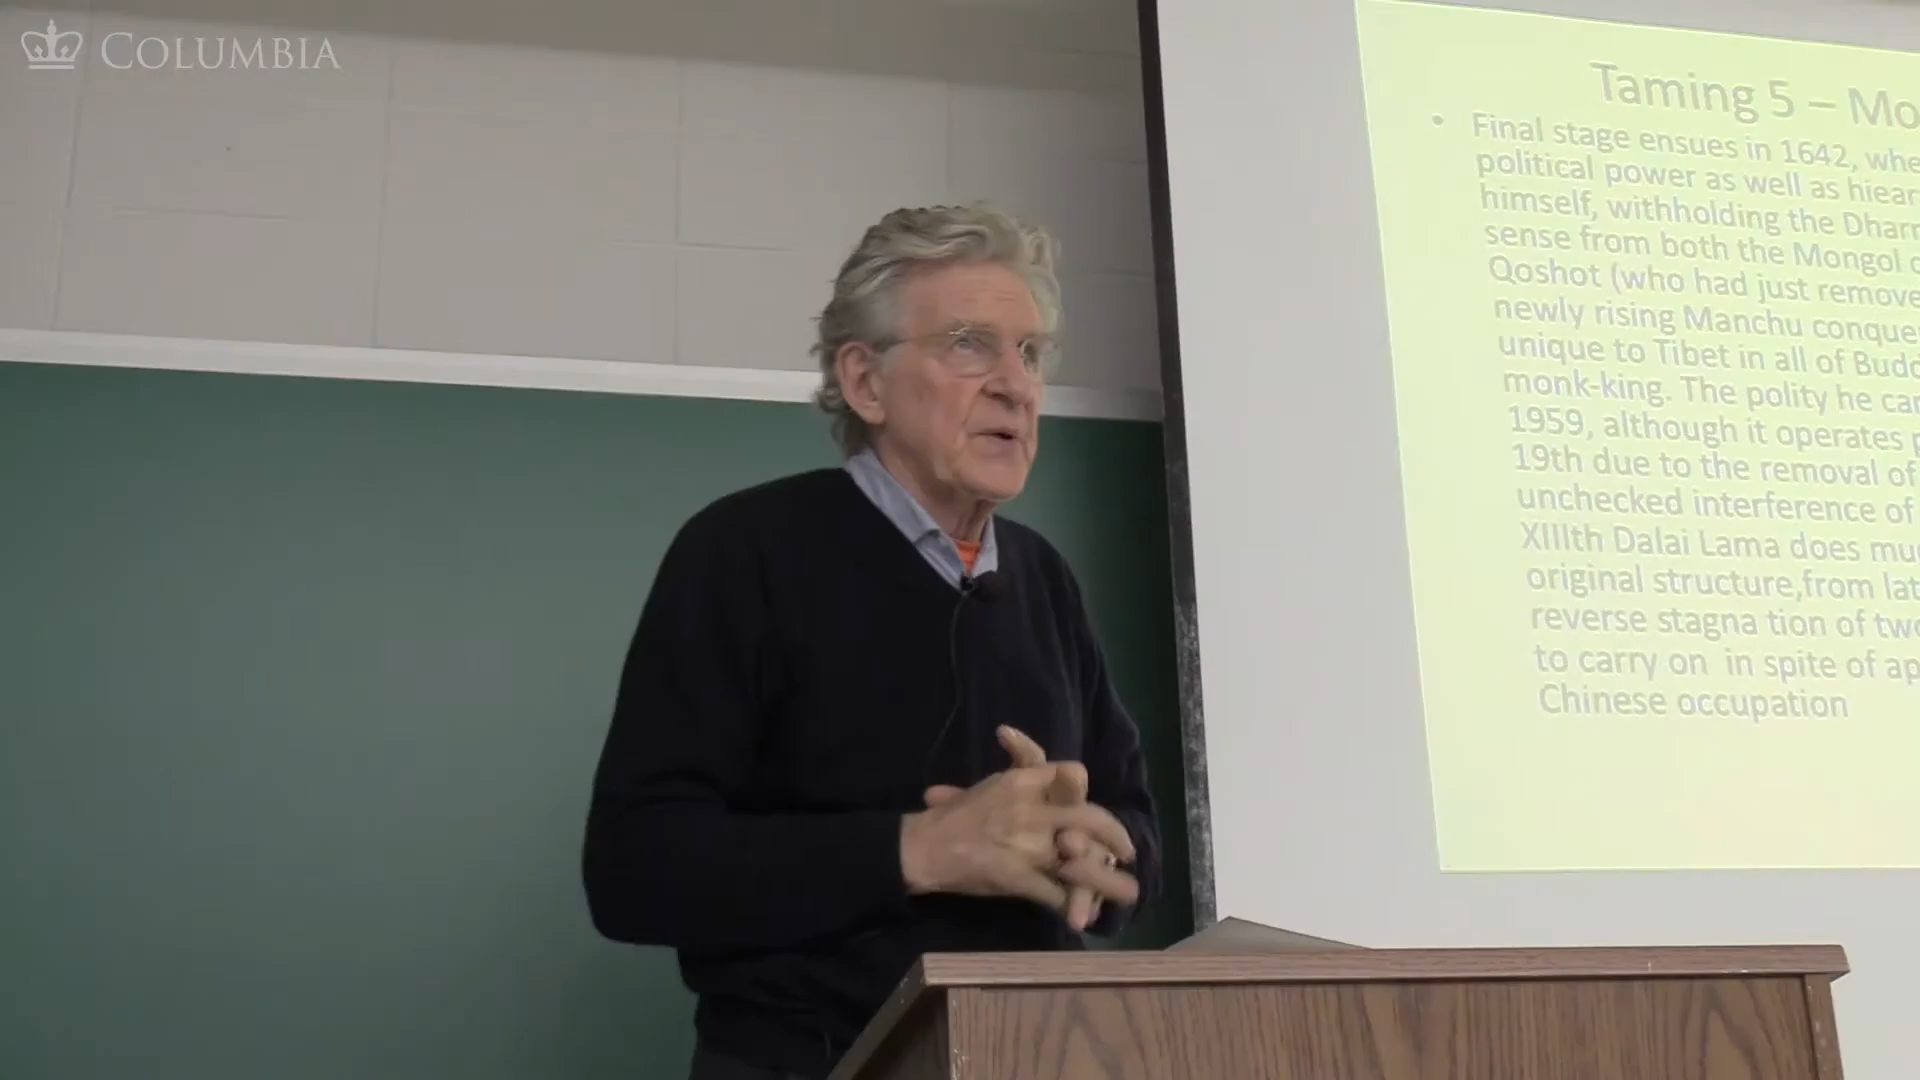 COLUMBIA
Taming 5 – Mo
• Final stage ensues in 1642, whe
political power as well as hiear
himself, withholding the Dharm
sense from both the Mongol
Qoshot (who had just remove
newly rising Manchu conque
unique to Tibet in all of Budd
monk-king. The polity he ca
1959, although it operates
19th due to the removal of
unchecked interference of
XIIIth Dalai Lama does mu
original structure,from lat
reverse stagna tion of two
to carry on in spite of ap
Chinese occupation